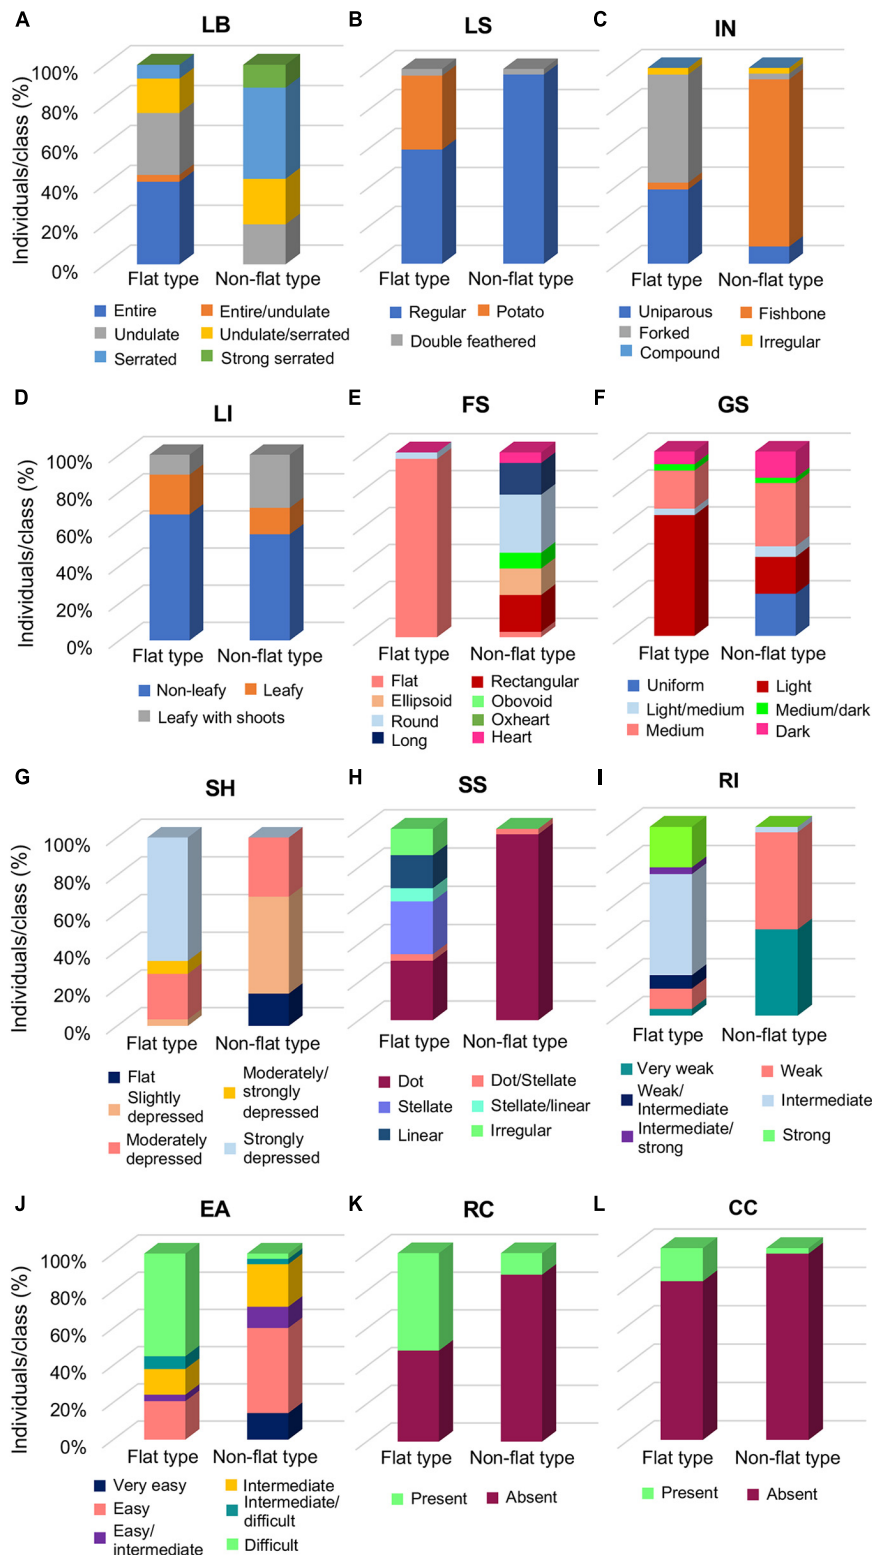 A
LB
B
LS
C
IN
Individuals/class (%)
100%
80%
60%
40%
20%
0%
Flat type
Non-flat type
Flat type
Non-flat type
Flat type
Non-flat type
Entire
Entire/undulate
Undulate
Undulate/serrated
Serrated
Strong serrated
Regular
Potato
Double feathered
Uniparous
Fishbone
Forked
Irregular
Compound
D
LI
E
FS
F
GS
Individuals/class (%)
100%
80%
60%
40%
20%
0%
Flat type
Non-flat type
Flat type
Non-flat type
Flat type
Non-flat type
Non-leafy
Leafy
Leafy with shoots
Flat
Rectangular
Ellipsoid
Obovoid
Round
Oxheart
Long
Heart
Uniform
Light
Light/medium
Medium/dark
Medium
Dark
G
SH
H
SS
I
RI
Individuals/class (%)
100%
80%
60%
40%
20%
0%
Flat type
Non-flat type
Flat type
Non-flat type
Flat type
Non-flat type
Flat
Slightly
depressed
Moderately
depressed
Moderately/
strongly
depressed
Strongly
depressed
Dot
Dot/Stellate
Stellate
Stellate/linear
Linear
Irregular
Very weak
Weak
Weak/
Intermediate
Intermediate
Intermediate/
strong
Strong
J
EA
K
RC
L
CC
Individuals/class (%)
100%
80%
60%
40%
20%
0%
Flat type
Non-flat type
Flat type
Non-flat type
Flat type
Non-flat type
Very easy
Intermediate
Easy
Intermediate/
difficult
Easy/
intermediate
Difficult
Present
Absent
Present
Absent